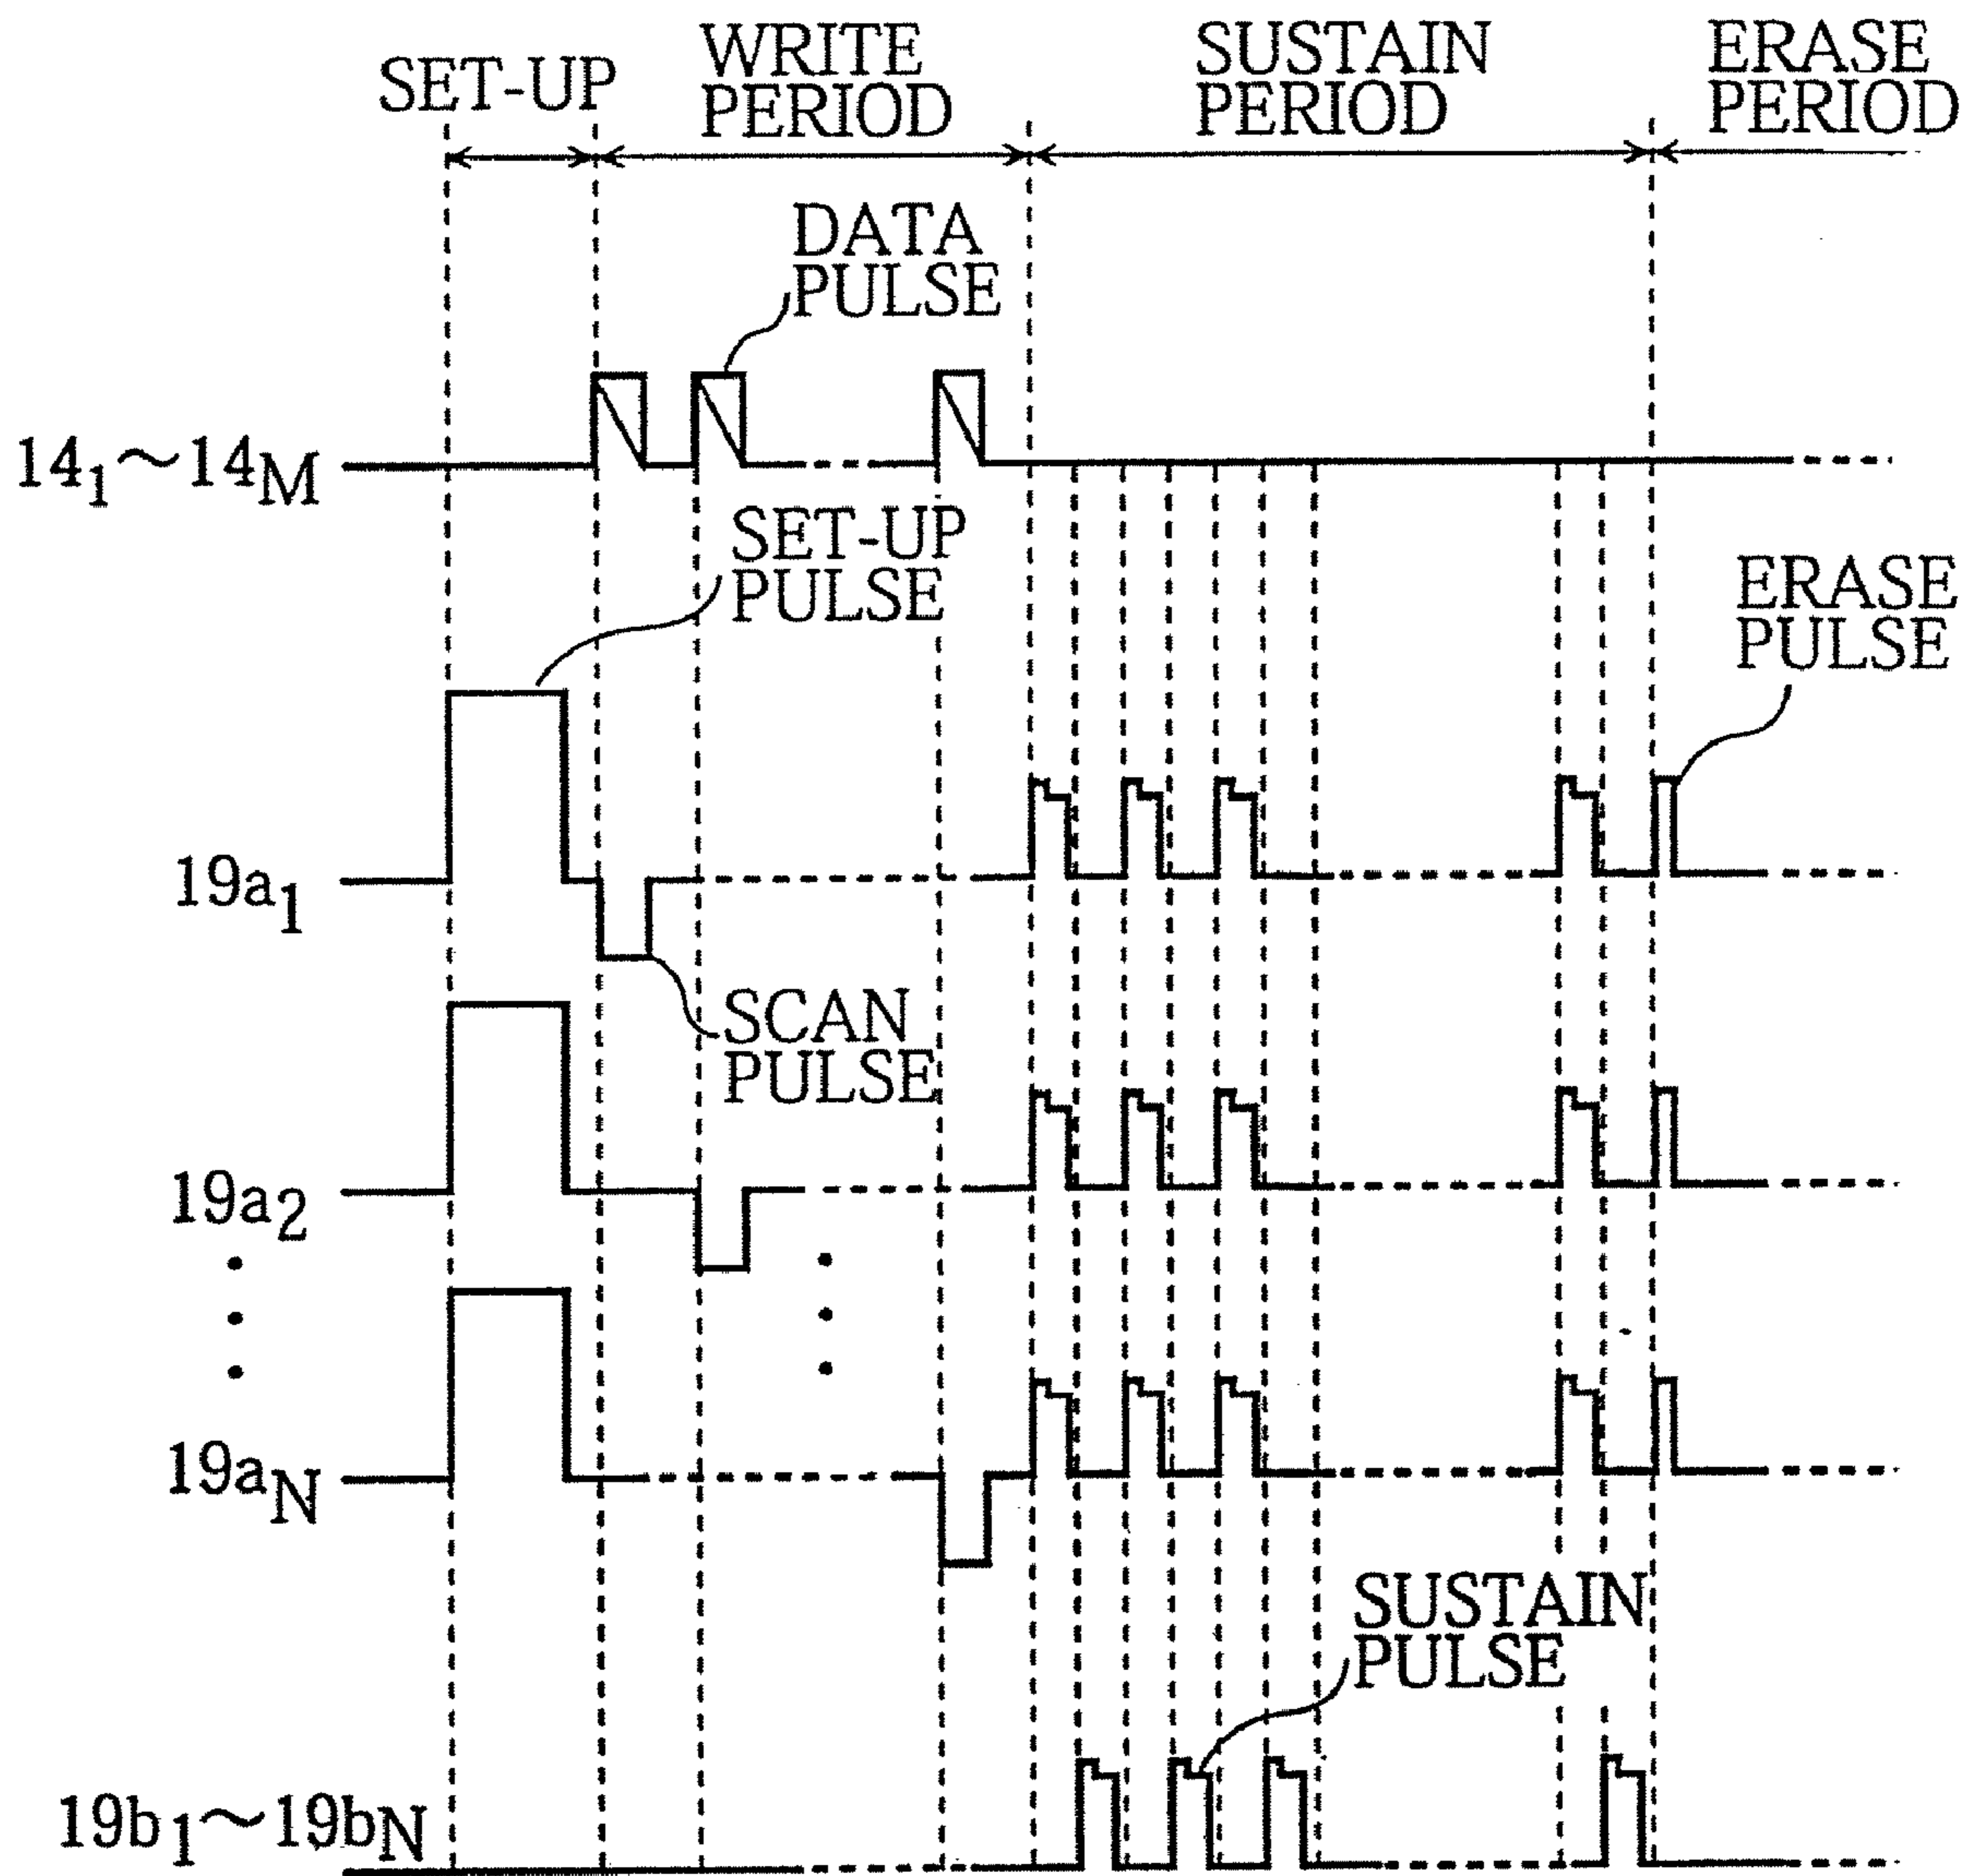 SET-UP
WRITE
PERIOD
SUSTAIN
PERIOD
ERASE
PERIOD
DATA
PULSE
14₁~14M
SET-UP
PULSE
ERASE
PULSE
19a₁
SCAN
PULSE
19a₂
19aN
SUSTAIN
PULSE
19b₁~19bN